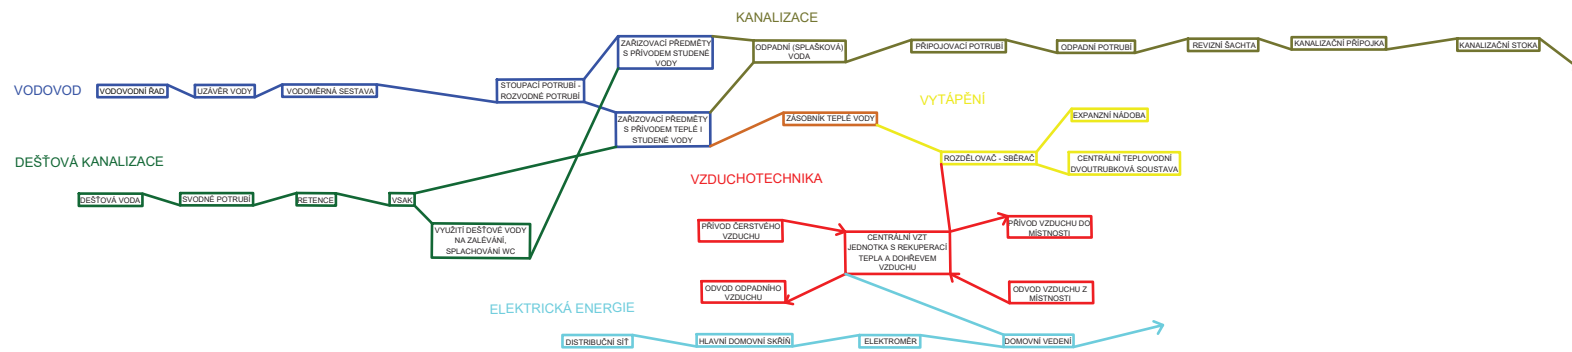 KANALIZACE
ZAŘIZOVACÍ PŘEDMĚTY
S PŘÍVODEM STUDENÉ
VODY
ODPADNÍ (SPLAŠKOVÁ)
VODA
PŘIPOJOVACÍ POTRUBÍ
ODPADNÍ POTRUBÍ
REVIZNÍ ŠACHTA
KANALIZAČNÍ PŘÍPOJKA
KANALIZAČNÍ STOKA
VODOVOD
VODOVODNÍ ŘAD
UZÁVĚR VODY
VODOMĚRNÁ SESTAVA
STOUPACÍ POTRUBÍ -
ROZVODNÉ POTRUBÍ
ZAŘIZOVACÍ PŘEDMĚTY
S PŘÍVODEM TEPLÉ I
STUDENÉ VODY
ZÁSOBNÍK TEPLÉ VODY
VYTÁPĚNÍ
EXPANZNÍ NÁDOBA
ROZDĚLOVAČ - SBĚRAČ
CENTRÁLNÍ TEPLOVODNÍ
DVOUTRUBKOVÁ SOUSTAVA
DEŠŤOVÁ KANALIZACE
DEŠŤOVÁ VODA
SVODNÉ POTRUBÍ
RETENCE
VSAK
VYUŽITÍ DEŠŤOVÉ VODY
NA ZALÉVÁNÍ,
SPLACHOVÁNÍ WC
VZDUCHOTECHNIKA
PŘÍVOD ČERSTVÉHO
VZDUCHU
CENTRÁLNÍ VZT
JEDNOTKA S REKUPERACÍ
TEPLA A DOHŘEVEM
VZDUCHU
PŘÍVOD VZDUCHU DO
MÍSTNOSTI
ODVOD ODPADNÍHO
VZDUCHU
ODVOD VZDUCHU Z
MÍSTNOSTI
ELEKTRICKÁ ENERGIE
DISTRIBUČNÍ SÍŤ
HLAVNÍ DOMOVNÍ SKŘÍŇ
ELEKTROMĚR
DOMOVNÍ VEDENÍ